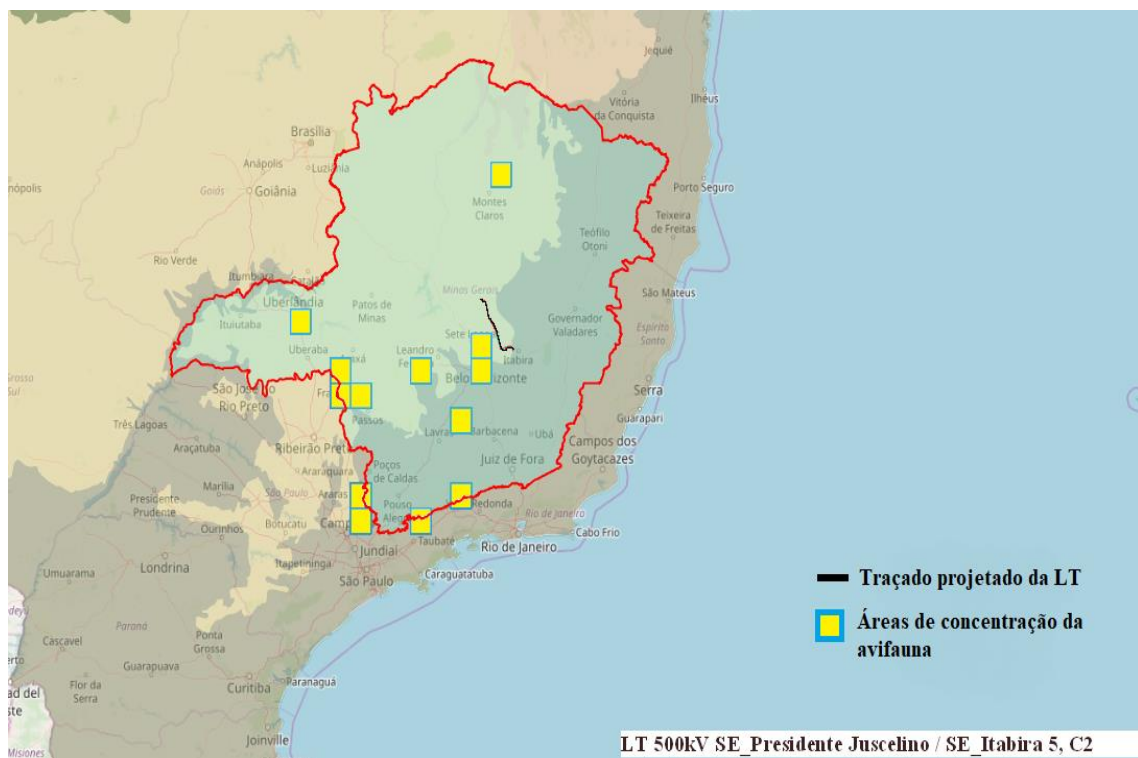 Jequié
Ilhéus
Vitória
da Conquista
Brasília
Luziânia
Anápolis
Goiás
Goiânia
Porto Seguro
Montes
Claros
Teixeira
de Freitas
Teófilo
Otoni
Rio Verde
Itumbiara
Catalão
Minas Gerais
São Mateus
Uberlândia
Ituiutaba
Patos de
Minas
Governador
Valadares
Espírito
Santo
Sete
Itabira
Uberaba
Leandro
Grosso
Sul
São José
Rio Preto
Serra
Guarapari
Passos
Três Lagoas
Lavras
Barbacena
Ubá
Campos dos
Goytacazes
Araçatuba
Ribeirão Preto
Juiz de Fora
Araraquara
Poços
de Caldas
Marília
São Paulo
Araras
Presidente
Prudente
Pouso
Redonda
Rio de Janeiro
Ourinhos
Botucatu
Cabo Frio
Taubaté
Rio de Janeiro
Jundiaí
Itapetininga
Londrina
Umuarama
São Paulo
Caraguatatuba
Traçado projetado da LT
Áreas de concentração da
avifauna
Paraná
Cascavel
Ponta
Grossa
Guarapuava
Flor da
Serra
Curitiba
Paranaguá
Joinville
Misiones
LT 500kV SE_Presidente Juscelino / SE_Itabira 5, C2